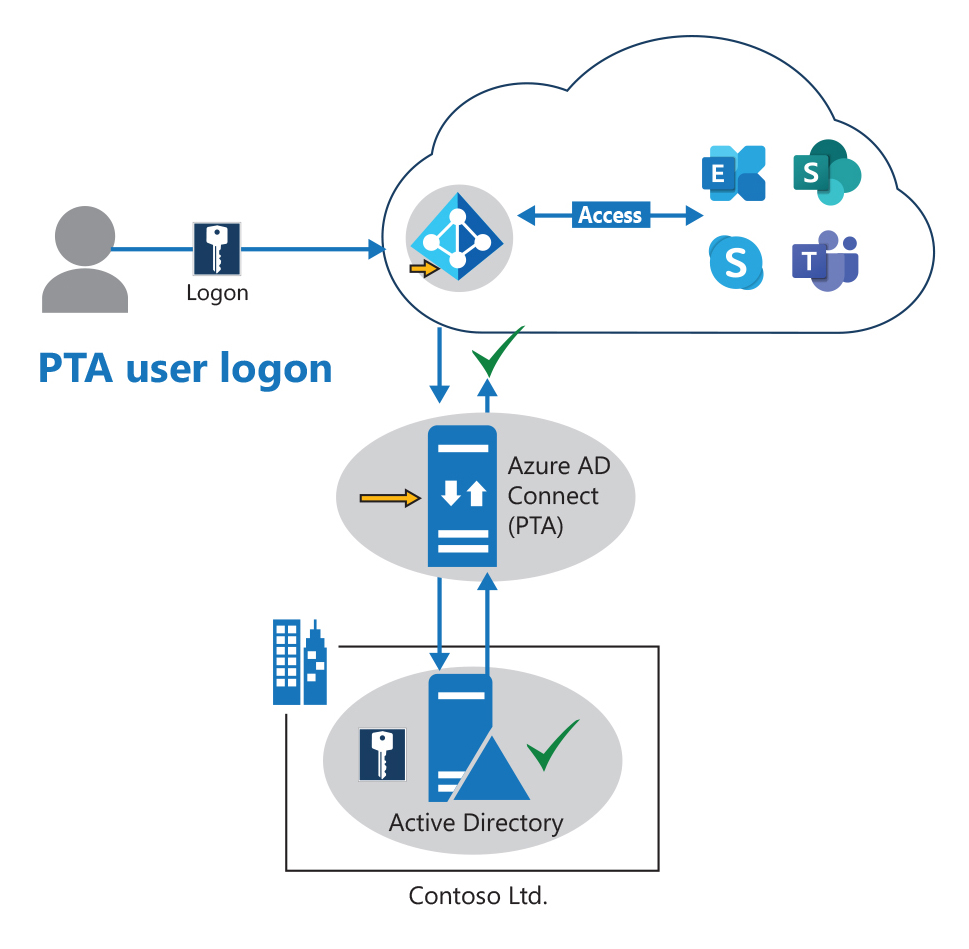 E
S
Access
S
T
Logon
PTA user logon
Azure AD
Connect
(PTA)
Active Directory
Contoso Ltd.